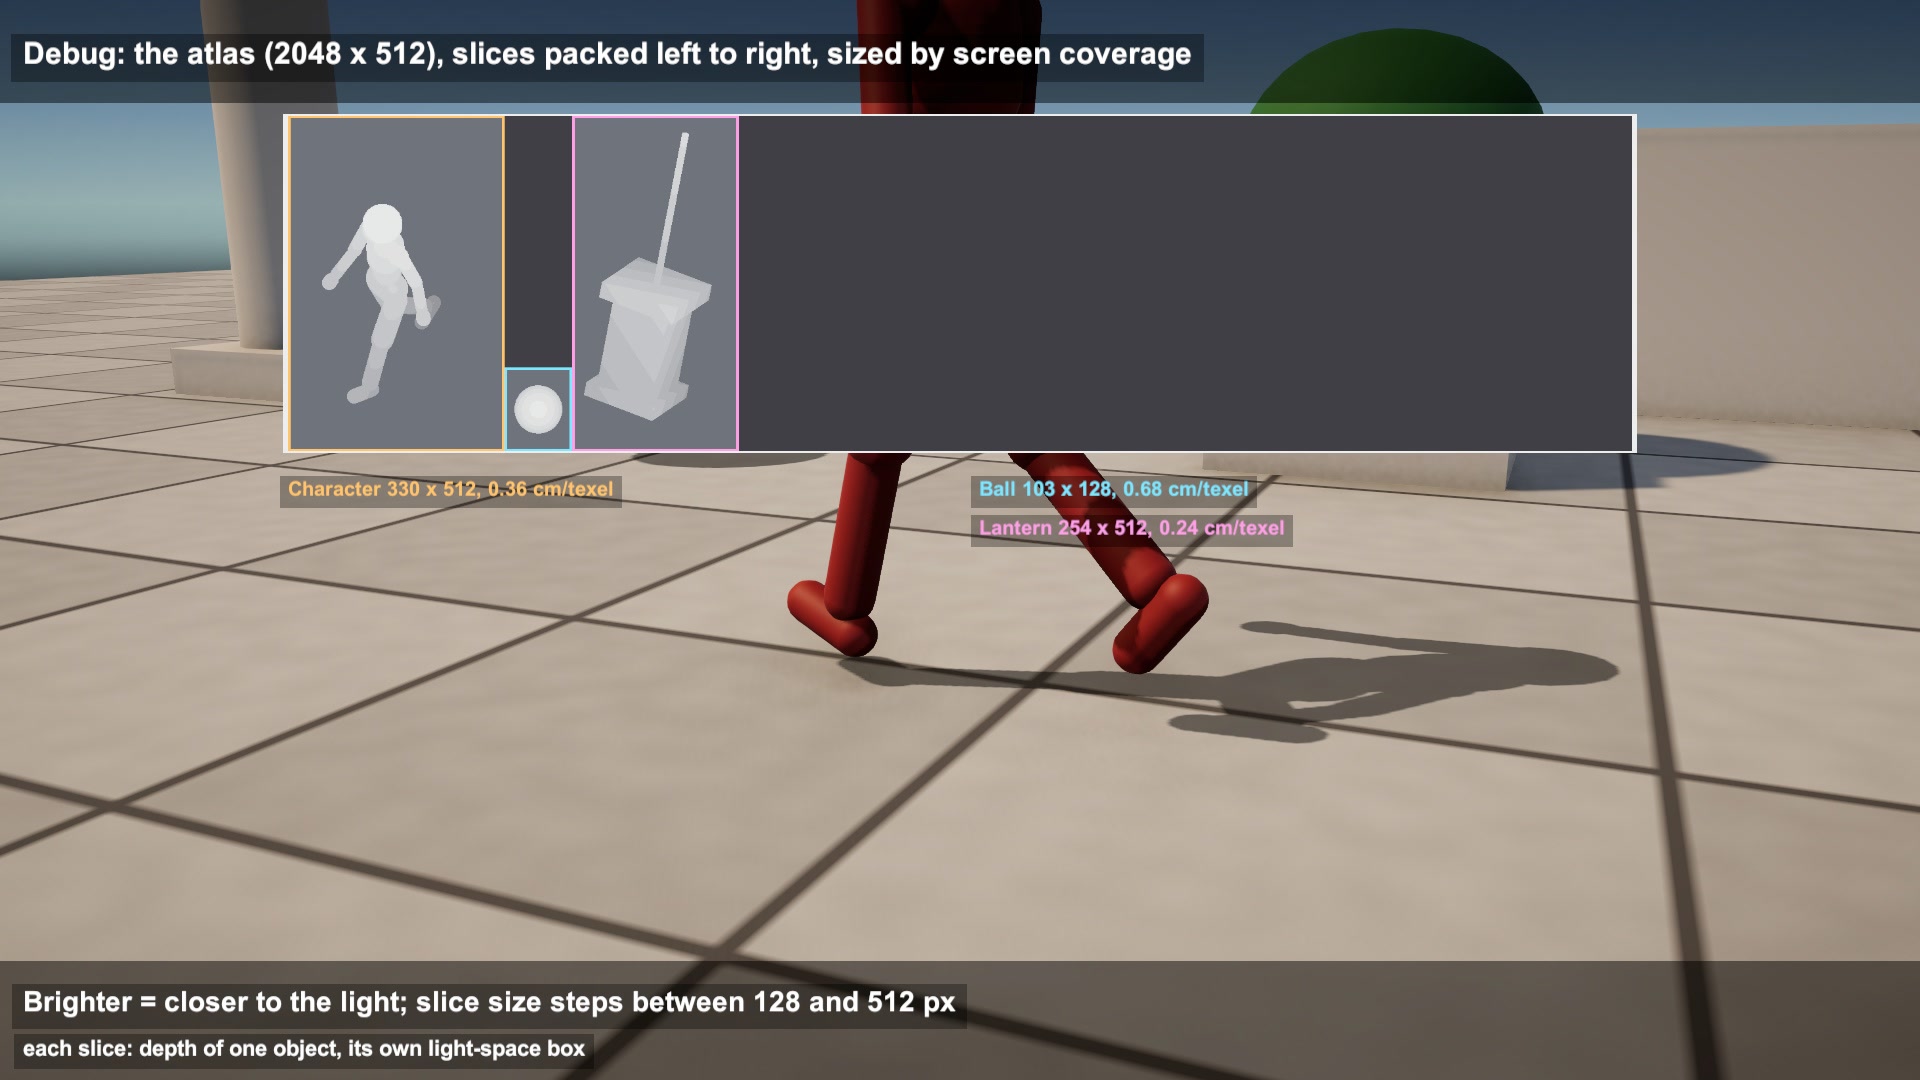 Debug: the atlas (2048 x 512), slices packed left to right, sized by screen coverage
Character 330 x 512, 0.36 cm/texel
Ball 103 x 128, 0.68 cm/texel
Lantern 254 x 512, 0.24 cm/texel
Brighter = closer to the light; slice size steps between 128 and 512 px
each slice: depth of one object, its own light-space box